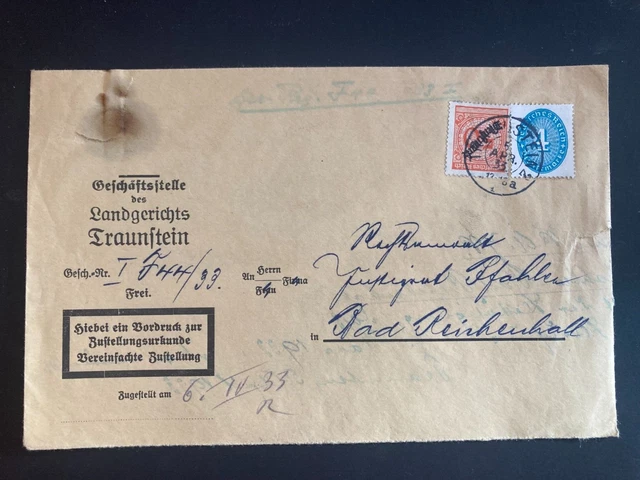 Geschäftsstelle
des
Landgerichts
Traunstein
Gesch.-Nr. I F 44/33.
Frei.
Hiebei ein Vordruck zur
Zustellungsurkunde
Vereinfachte Zustellung
Zugestellt am 6. IV 33
An Herrn
Frau Firma
Rechtsanwalt
Justizrat
in Bad Reichenhall
4